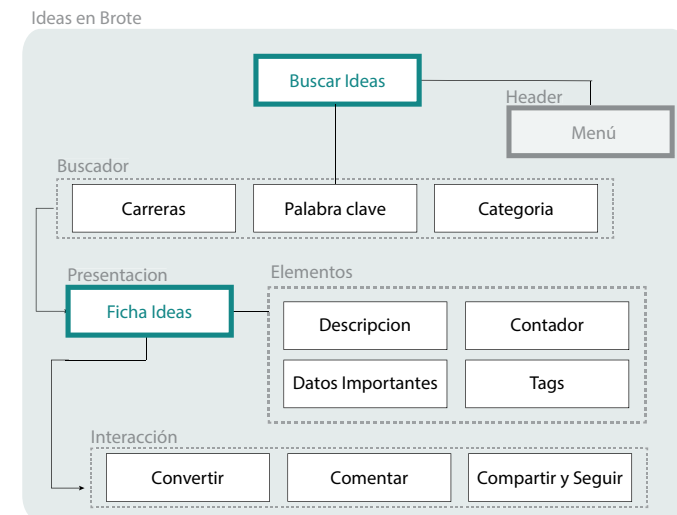 Ideas en Brote
Buscar Ideas
Header
Menú
Buscador
Carreras
Palabra clave
Categoria
Presentacion
Ficha Ideas
Elementos
Descripcion
Contador
Datos Importantes
Tags
Interacción
Convertir
Comentar
Compartir y Seguir